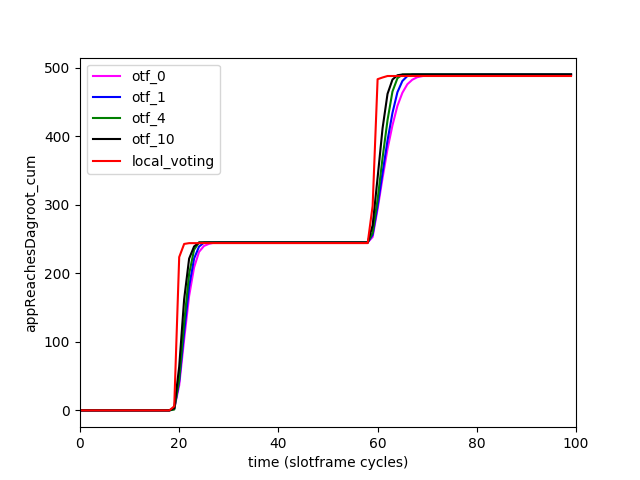 500
400
300
200
100
0
appReachesDagroot_cum
otf_0
otf_1
otf_4
otf_10
local_voting
0 20 40 60 80 100
time (slotframe cycles)